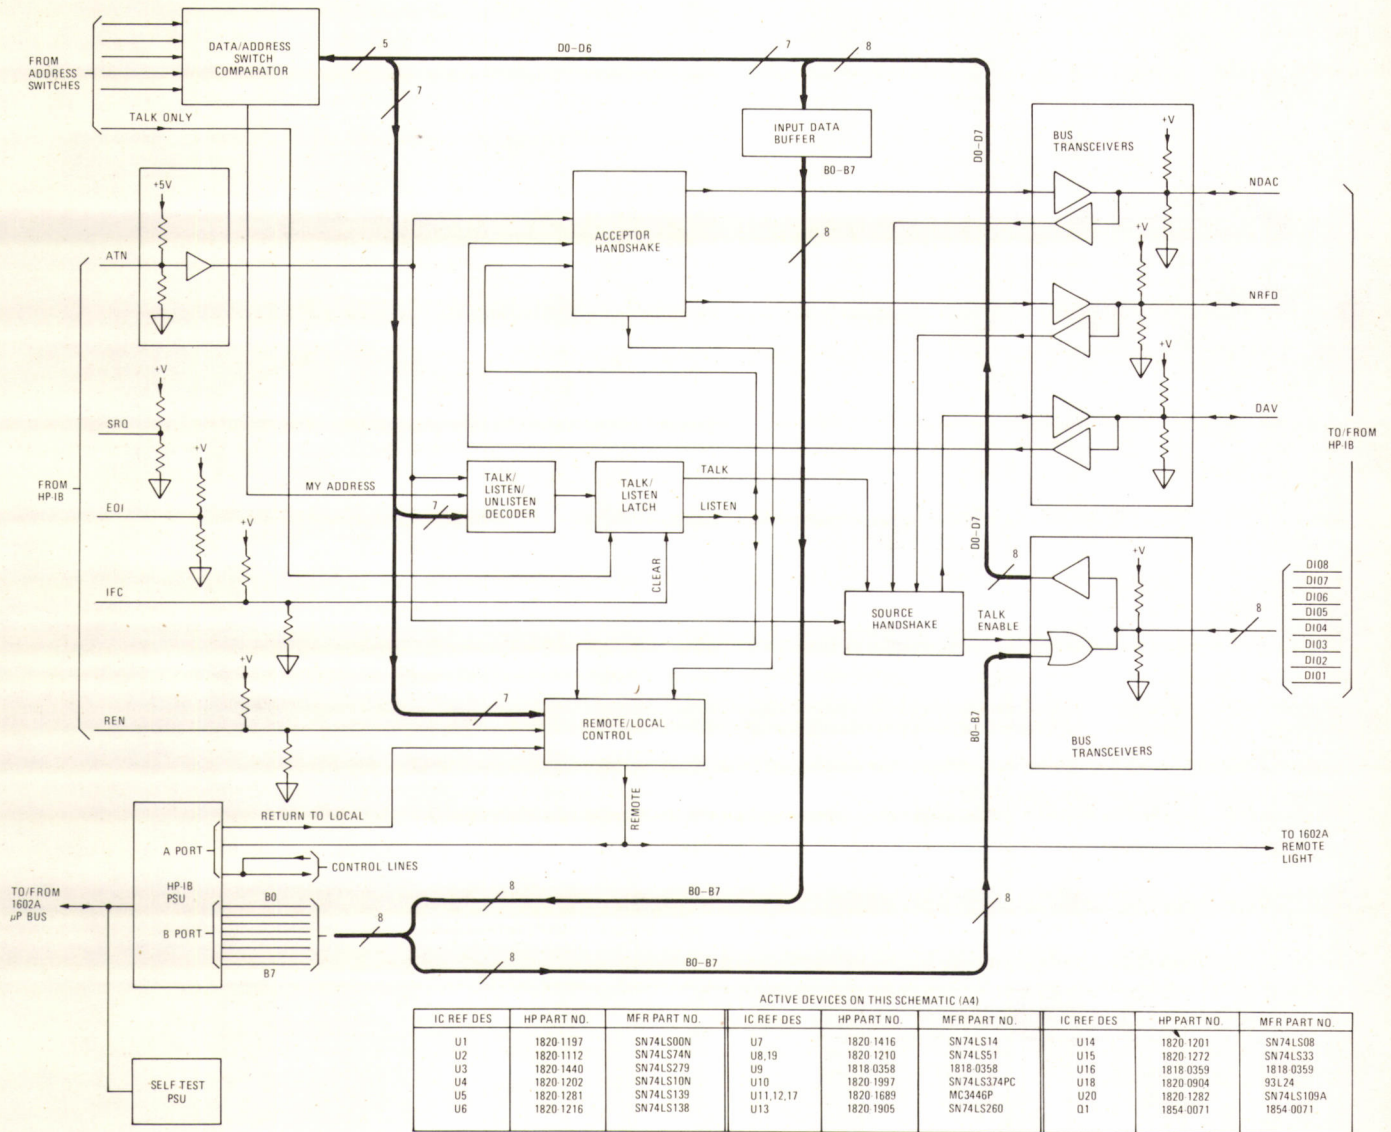 FROM
ADDRESS
SWITCHES
DATA/ADDRESS
SWITCH
COMPARATOR
5
D0-D6
7
8
7
TALK ONLY
INPUT DATA
BUFFER
B0-B7
8
D0-D7
BUS
TRANSCEIVERS
+V
NDAC
+V
NRFD
+V
DAV
TO/FROM
HP-IB
+5V
ATN
ACCEPTOR
HANDSHAKE
+V
SRQ
FROM
HP-IB
+V
EOI
+V
IFC
MY ADDRESS
7
TALK/
LISTEN/
UNLISTEN
DECODER
TALK/
LISTEN
LATCH
TALK
LISTEN
CLEAR
D0-D7
8
SOURCE
HANDSHAKE
TALK
ENABLE
+V
8
DIO8
DIO7
DIO6
DIO5
DIO4
DIO3
DIO2
DIO1
BUS
TRANSCEIVERS
+V
REN
7
REMOTE/LOCAL
CONTROL
B0-B7
REMOTE
RETURN TO LOCAL
A PORT
CONTROL LINES
TO 1602A
REMOTE
LIGHT
TO/FROM
1602A
µP BUS
HP-IB
PSU
B PORT
B0
B7
8
8
B0-B7
8
8
B0-B7
SELF TEST
PSU
ACTIVE DEVICES ON THIS SCHEMATIC (A4)
IC REF DES HP PART NO. MFR PART NO. IC REF DES HP PART NO. MFR PART NO. IC REF DES HP PART NO. MFR PART NO.
U1 1820-1197 SN74LS00N U7 1820-1416 SN74LS14 U14 1820-1201 SN74LS08
U2 1820-1112 SN74LS74N U8,19 1820-1210 SN74LS51 U15 1820-1272 SN74LS33
U3 1820-1440 SN74LS279 U9 1818-0358 1818-0358 U16 1818-0359 1818-0359
U4 1820-1202 SN74LS10N U10 1820-1997 SN74LS374PC U18 1820-0904 93L24
U5 1820-1281 SN74LS139 U11,12,17 1820-1689 MC3446P U20 1820-1282 SN74LS109A
U6 1820-1216 SN74LS138 U13 1820-1905 SN74LS260 Q1 1854-0071 1854-0071